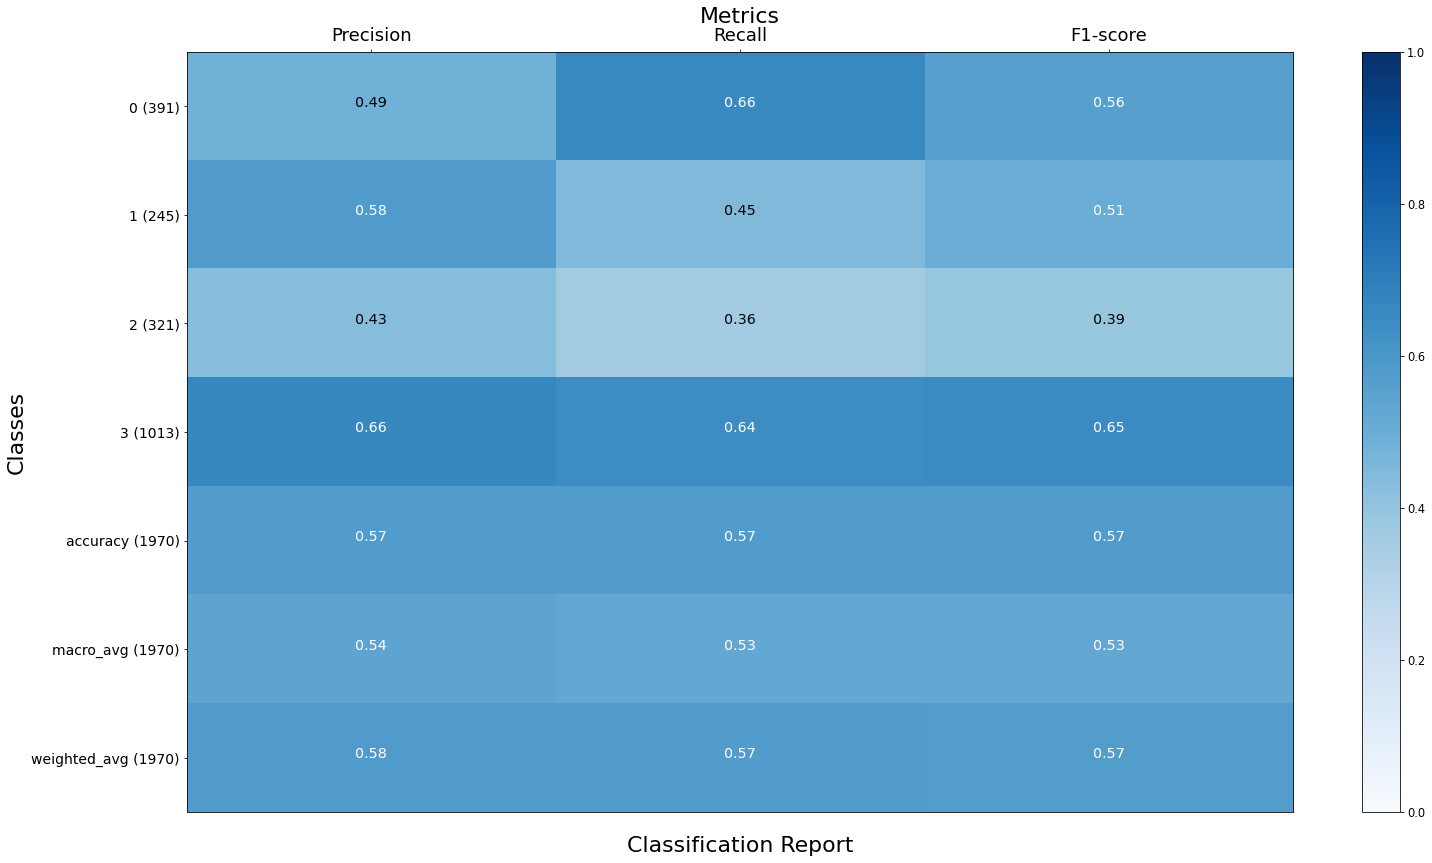 Metrics
Precision Recall F1-score
0 (391) 0.49 0.66 0.56
1 (245) 0.58 0.45 0.51
2 (321) 0.43 0.36 0.39
3 (1013) 0.66 0.64 0.65
accuracy (1970) 0.57 0.57 0.57
macro_avg (1970) 0.54 0.53 0.53
weighted_avg (1970) 0.58 0.57 0.57
Classes
Classification Report
1.0
0.8
0.6
0.4
0.2
0.0